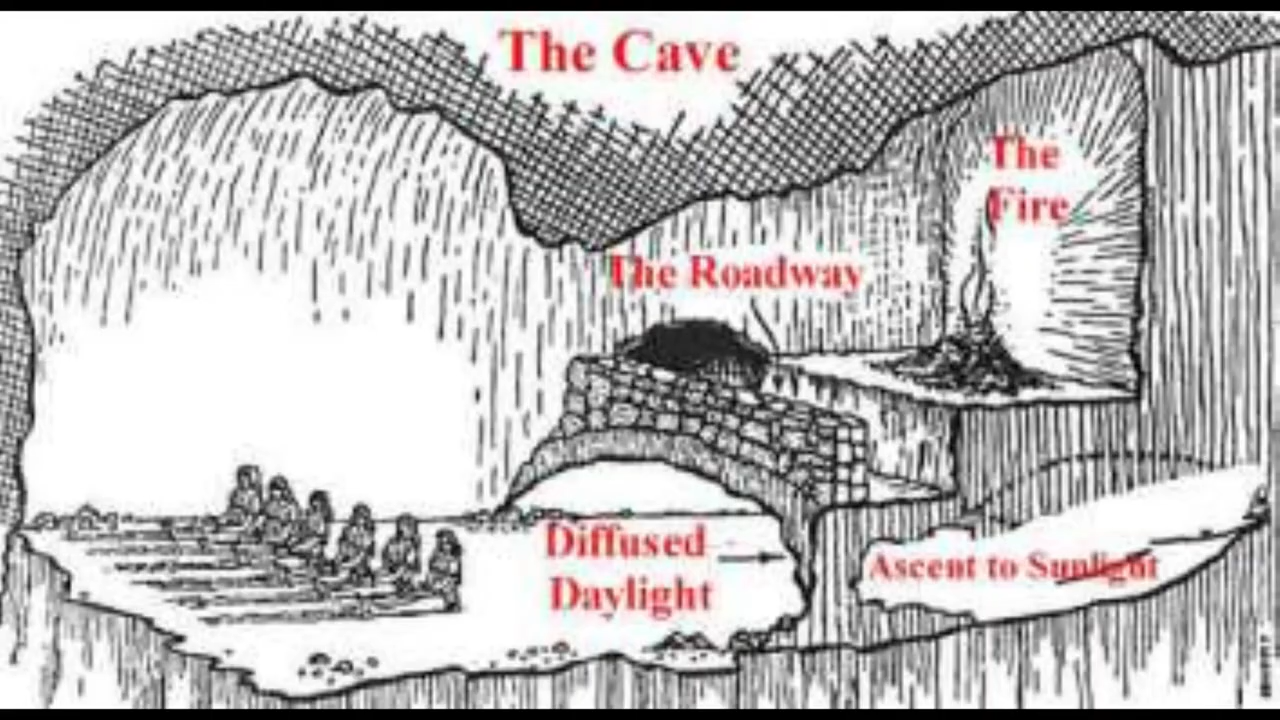 The Cave
The
Fire
The Roadway
Diffused
Daylight
Ascent to Sunlight